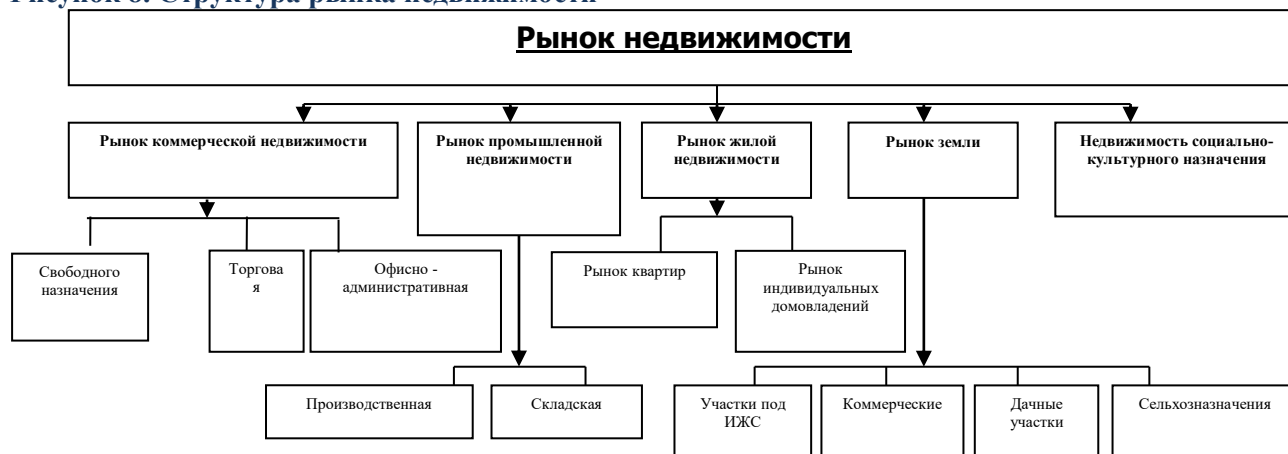 Рисунок 8. Структура рынка недвижимости
Рынок недвижимости
Рынок коммерческой недвижимости
Рынок промышленной
недвижимости
Рынок жилой
недвижимости
Рынок земли
Недвижимость социально-
культурного назначения
Свободного
назначения
Торгова
я
Офисно -
административная
Рынок квартир
Рынок
индивидуальных
домовладений
Производственная
Складская
Участки под
ИЖС
Коммерческие
Дачные
участки
Сельхозназначения